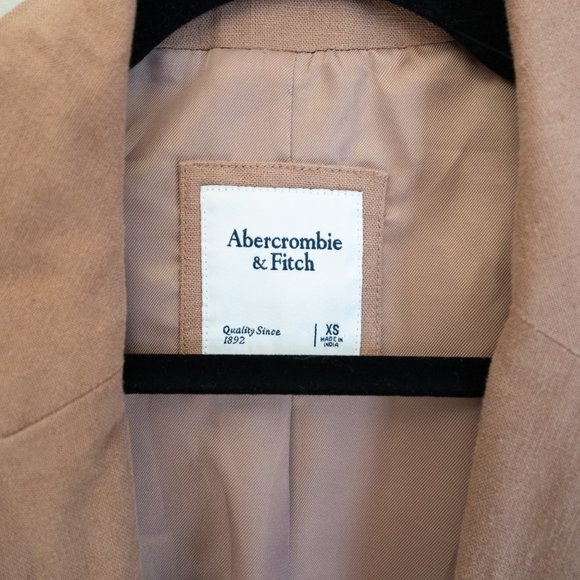 Abercrombie
& Fitch
Quality Since
1892
XS
MADE IN
INDIA